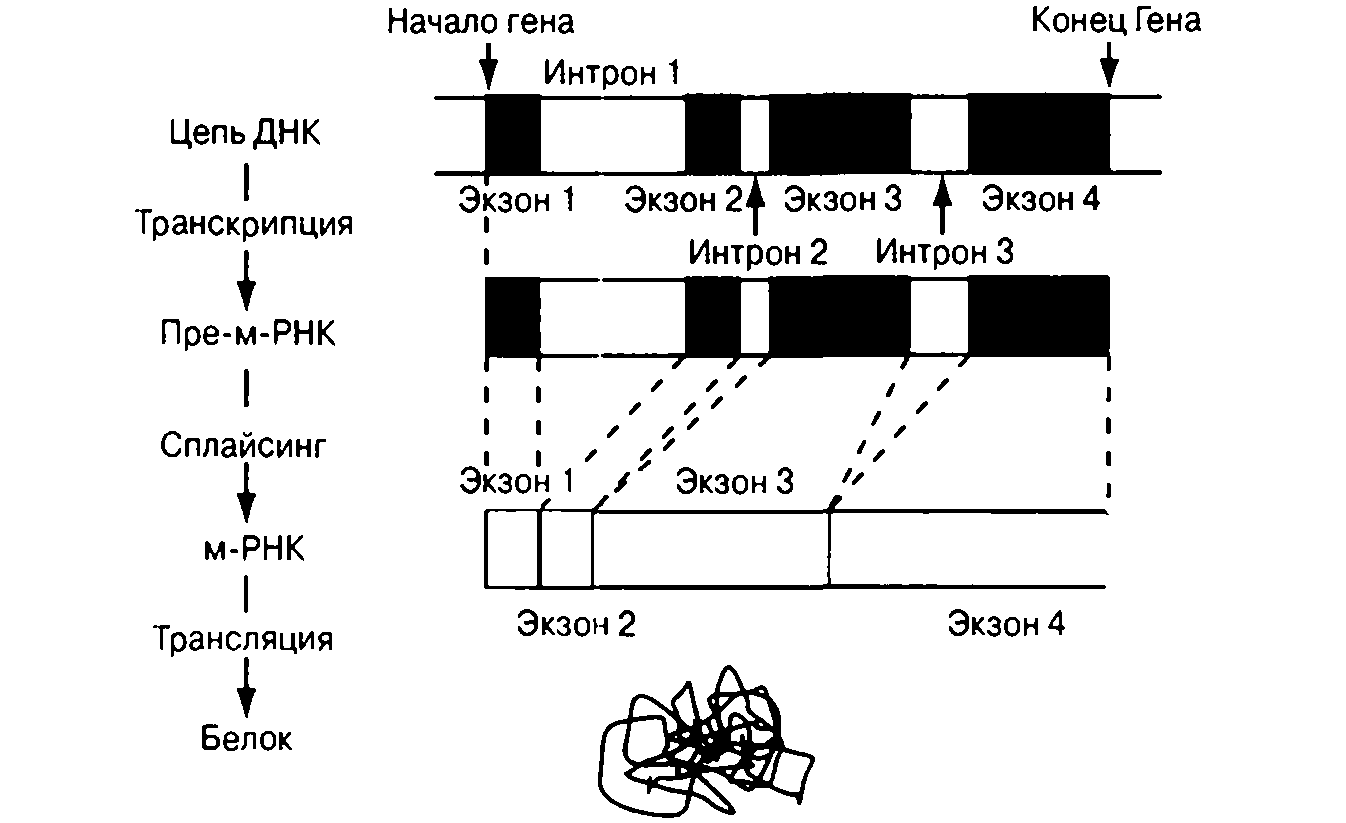 Начало гена
Конец Гена
Интрон 1
Цепь ДНК
Экзон 1
Экзон 2
Экзон 3
Экзон 4
Транскрипция
Интрон 2
Интрон 3
Пре-м-РНК
Сплайсинг
Экзон 1
Экзон 3
м-РНК
Экзон 2
Экзон 4
Трансляция
Белок